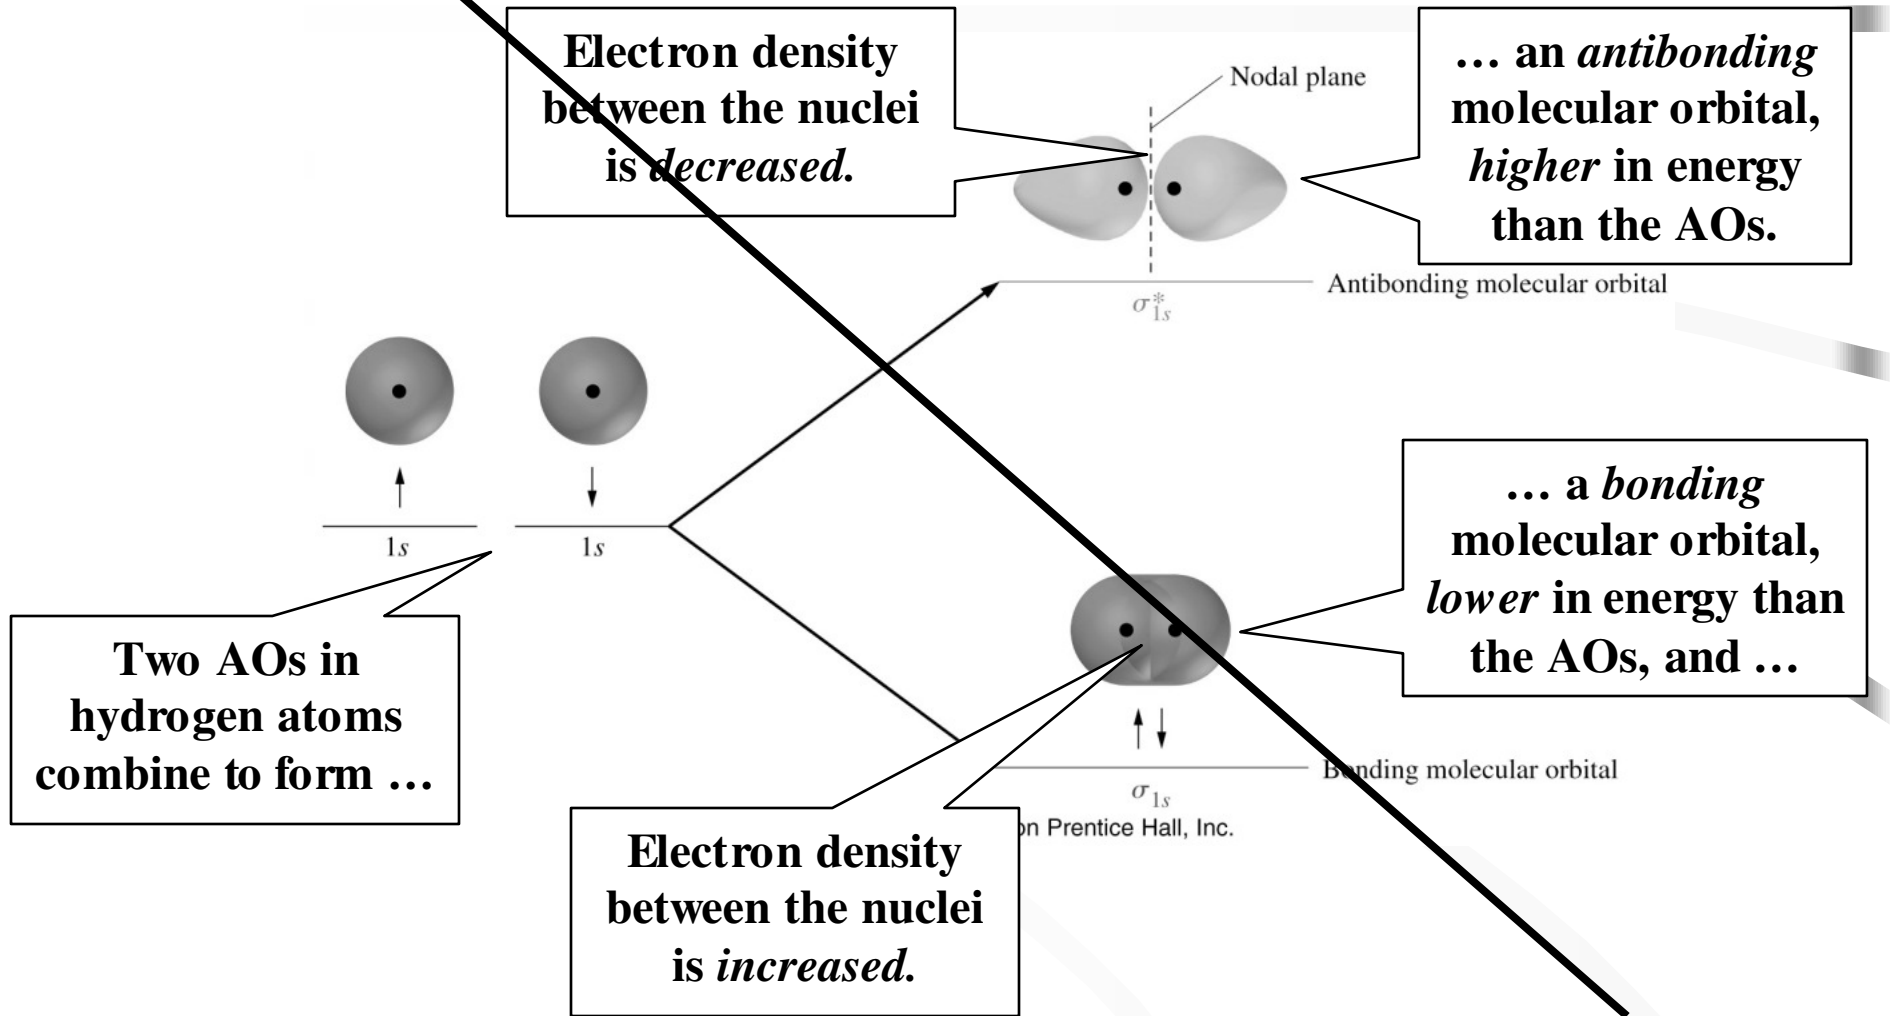 Electron density
between the nuclei
is decreased.
Nodal plane
… an antibonding
molecular orbital,
higher in energy
than the AOs.
Antibonding molecular orbital
σ*1s
1s
1s
Two AOs in
hydrogen atoms
combine to form …
… a bonding
molecular orbital,
lower in energy than
the AOs, and …
Bonding molecular orbital
σ1s
Electron density
between the nuclei
is increased.
Prentice Hall, Inc.